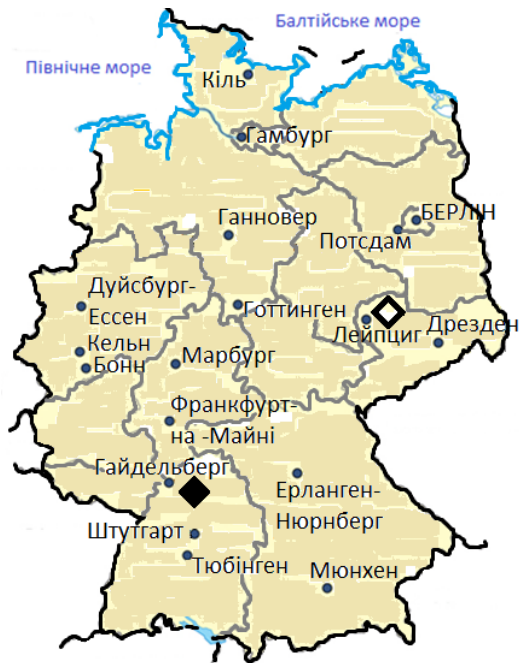 Балтійське море
Північне море
Кіль
Гамбург
Ганновер
БЕРЛІН
Потсдам
Дуйсбург-
Ессен
Готтинген
Лейпциг
Дрезден
Кельн
Бонн
Марбург
Франкфурт-
на -Майні
Гайдельберг
Ерланген-
Нюрнберг
Штутгарт
Тюбінген
Мюнхен